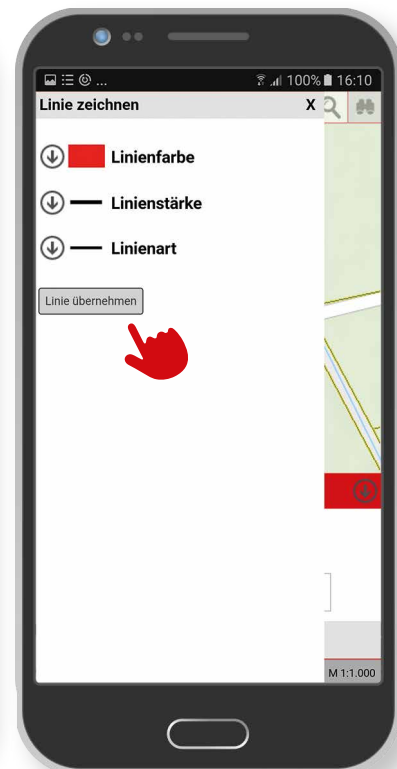 ... 100% 16:10
Linie zeichnen X
Linienfarbe
Linienstärke
Linienart
Linie übernehmen
M 1:1.000